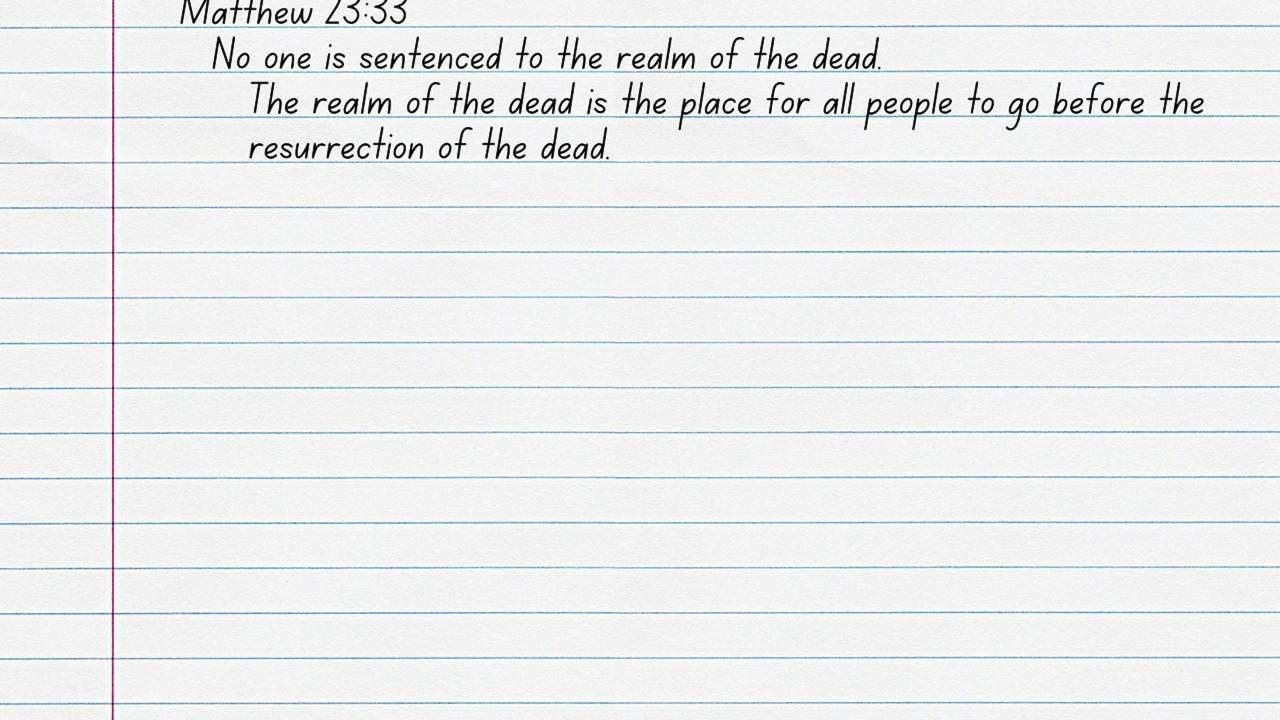 Matthew 23:33
No one is sentenced to the realm of the dead.
The realm of the dead is the place for all people to go before the
resurrection of the dead.